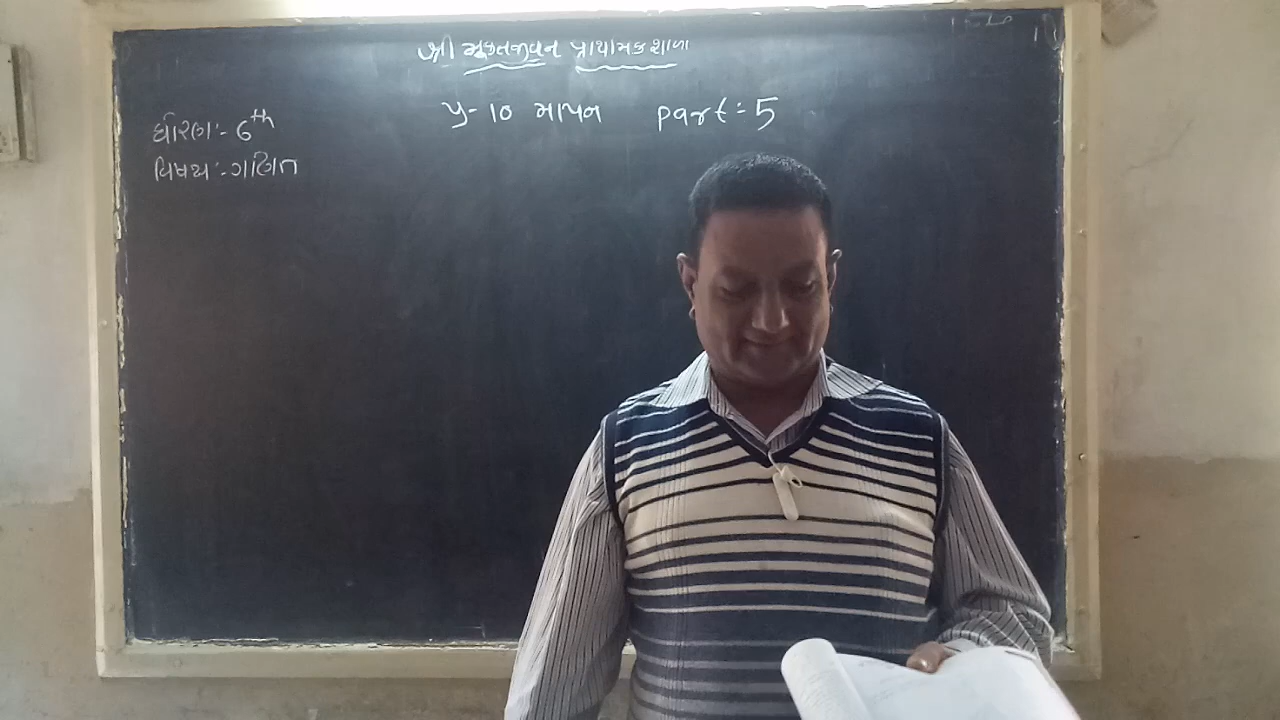 શ્રી મુક્તજીવન પ્રાથમિક શાળા
પ્ર-10 માપન part:-5
ધોરણ:- 6th
વિષય:- ગણિત